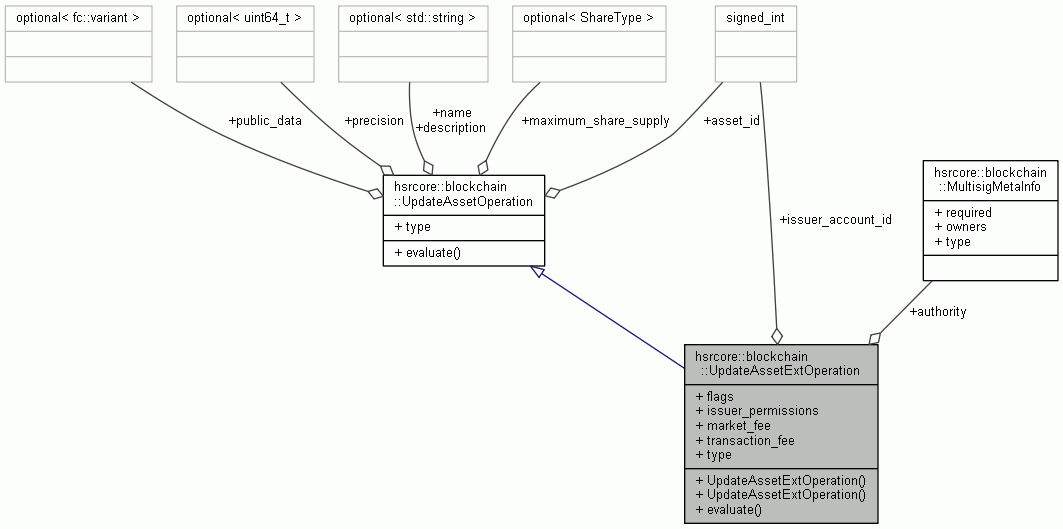 optional< fc::variant >
optional< uint64_t >
optional< std::string >
optional< ShareType >
signed_int
+public_data
+precision
+name
+description
+maximum_share_supply
+asset_id
hsrcore::blockchain
::UpdateAssetOperation
+ type
+ evaluate()
+issuer_account_id
hsrcore::blockchain
::MultisigMetaInfo
+ required
+ owners
+ type
+authority
hsrcore::blockchain
::UpdateAssetExtOperation
+ flags
+ issuer_permissions
+ market_fee
+ transaction_fee
+ type
+ UpdateAssetExtOperation()
+ UpdateAssetExtOperation()
+ evaluate()